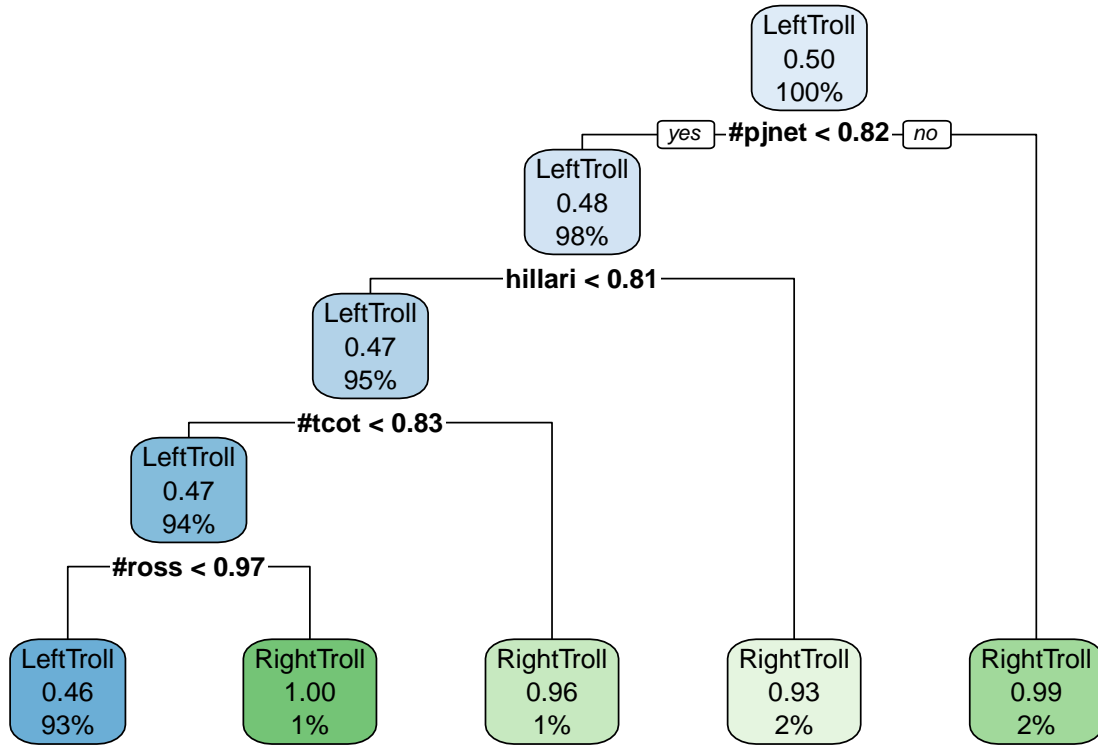 LeftTroll
0.50
100%
yes #pjnet < 0.82 no
LeftTroll
0.48
98%
hillari < 0.81
LeftTroll
0.47
95%
#tcot < 0.83
LeftTroll
0.47
94%
#ross < 0.97
LeftTroll
0.46
93%
RightTroll
1.00
1%
RightTroll
0.96
1%
RightTroll
0.93
2%
RightTroll
0.99
2%